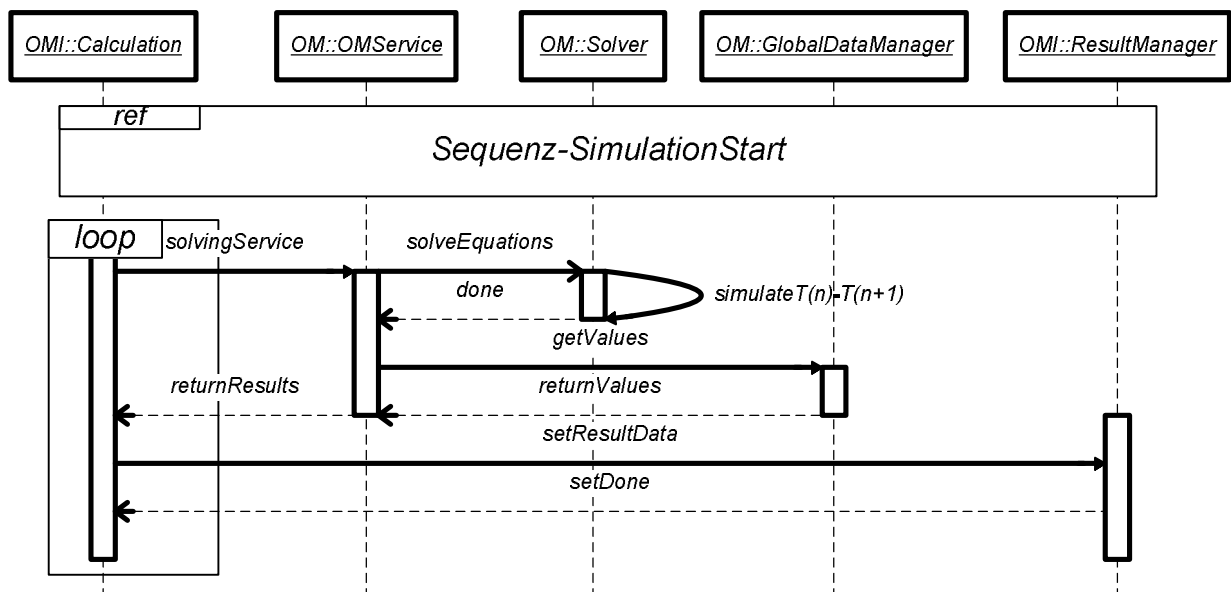 OMI::Calculation
OM::OMService
OM::Solver
OM::GlobalDataManager
OMI::ResultManager
ref
Sequenz-SimulationStart
loop
solvingService
solveEquations
done
simulateT(n)-T(n+1)
getValues
returnResults
returnValues
setResultData
setDone